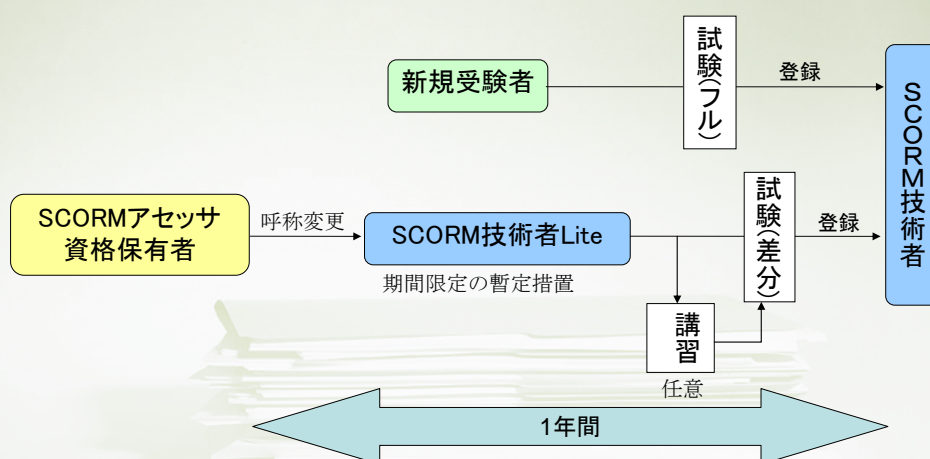 新規受験者
試験(フル)
登録
SCORM技術者
SCORMアセッサ
資格保有者
呼称変更
SCORM技術者Lite
期間限定の暫定措置
試験(差分)
登録
講習
任意
1年間